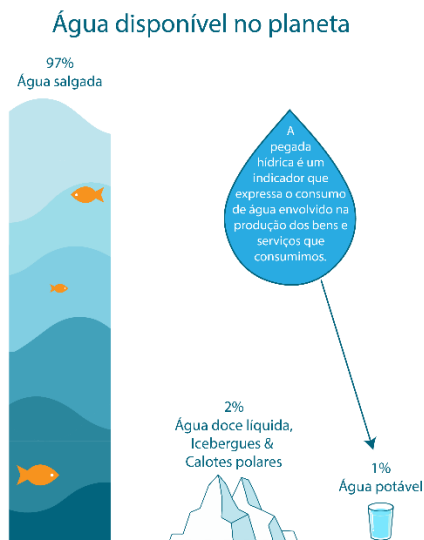 Água disponível no planeta
97%
Água salgada
A
pegada
hídrica é um
indicador que
expressa o consumo
de água envolvido na
produção dos bens e
serviços que
consumimos.
2%
Água doce líquida,
Icebergues &
Calotes polares
1%
Água potável